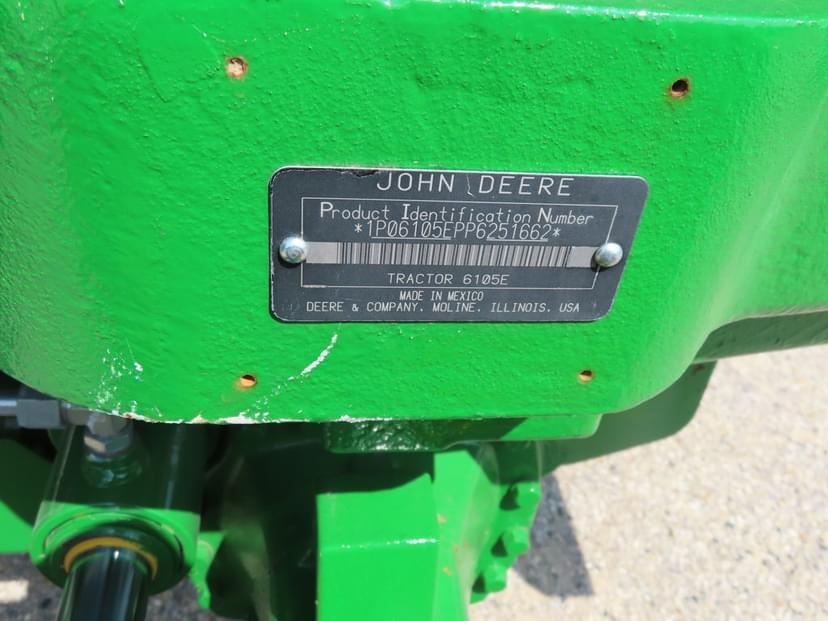 JOHN DEERE
Product Identification Number
*1P06105EPP6251662*
TRACTOR 6105E
MADE IN MEXICO
DEERE & COMPANY. MOLINE. ILLINOIS. USA